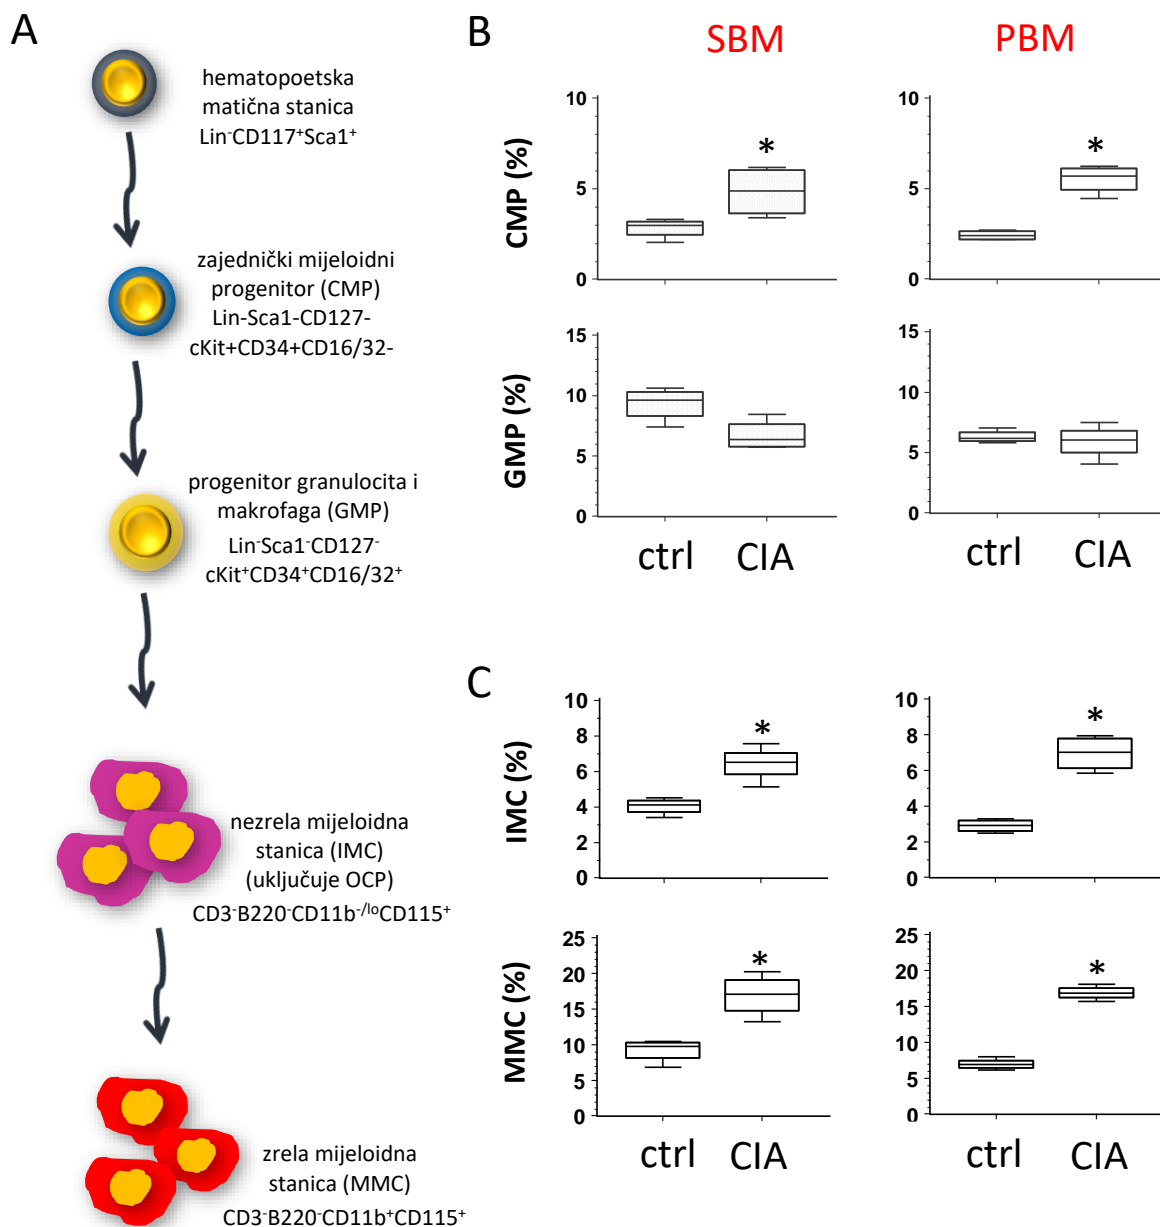 A
hematopoetska
matična stanica
Lin⁻CD117⁺Sca1⁺
zajednički mijeloidni
progenitor (CMP)
Lin-Sca1-CD127-
cKit+CD34+CD16/32-
progenitor granulocita i
makrofaga (GMP)
Lin⁻Sca1⁻CD127⁻
cKit⁺CD34⁺CD16/32⁺
nezrela mijeloidna
stanica (IMC)
(uključuje OCP)
CD3⁻B220⁻CD11b⁻/ˡᵒCD115⁺
zrela mijeloidna
stanica (MMC)
CD3⁻B220⁻CD11b⁺CD115⁺
B
SBM
PBM
CMP (%)
10
5
0
*
10
5
0
*
GMP (%)
15
10
5
0
15
10
5
0
ctrl
CIA
ctrl
CIA
C
IMC (%)
10
8
6
4
2
0
*
10
8
6
4
2
0
*
MMC (%)
25
20
15
10
5
0
*
25
20
15
10
5
0
*
ctrl
CIA
ctrl
CIA